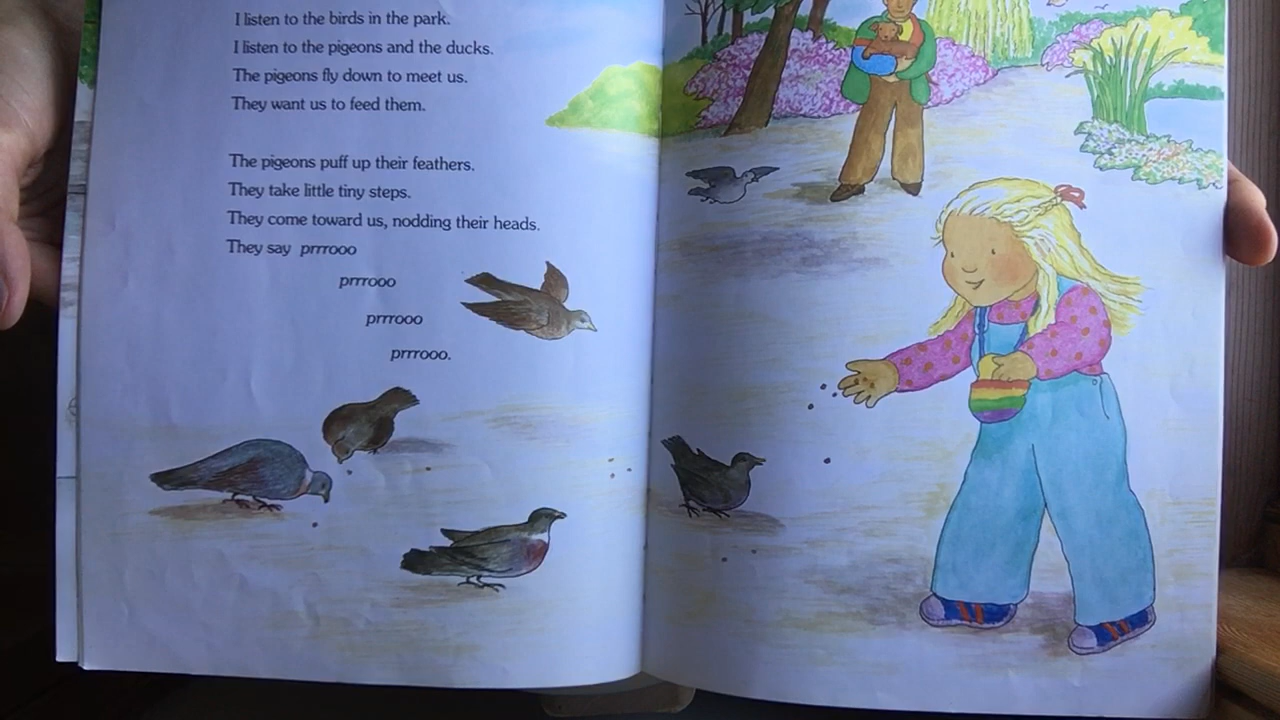 I listen to the birds in the park.
I listen to the pigeons and the ducks.
The pigeons fly down to meet us.
They want us to feed them.
The pigeons puff up their feathers.
They take little tiny steps.
They come toward us, nodding their heads.
They say prrrooo
prrrooo
prrrooo
prrrooo.